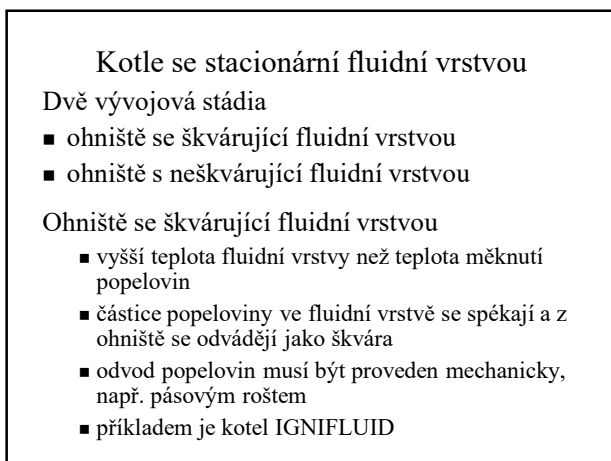 Kotle se stacionární fluidní vrstvou
Dvě vývojová stádia
■ ohniště se škvárující fluidní vrstvou
■ ohniště s neškvárující fluidní vrstvou
Ohniště se škvárující fluidní vrstvou
■ vyšší teplota fluidní vrstvy než teplota měknutí
popelovin
■ částice popeloviny ve fluidní vrstvě se spékají a z
ohniště se odvádějí jako škvára
■ odvod popelovin musí být proveden mechanicky,
např. pásovým roštem
■ příkladem je kotel IGNIFLUID